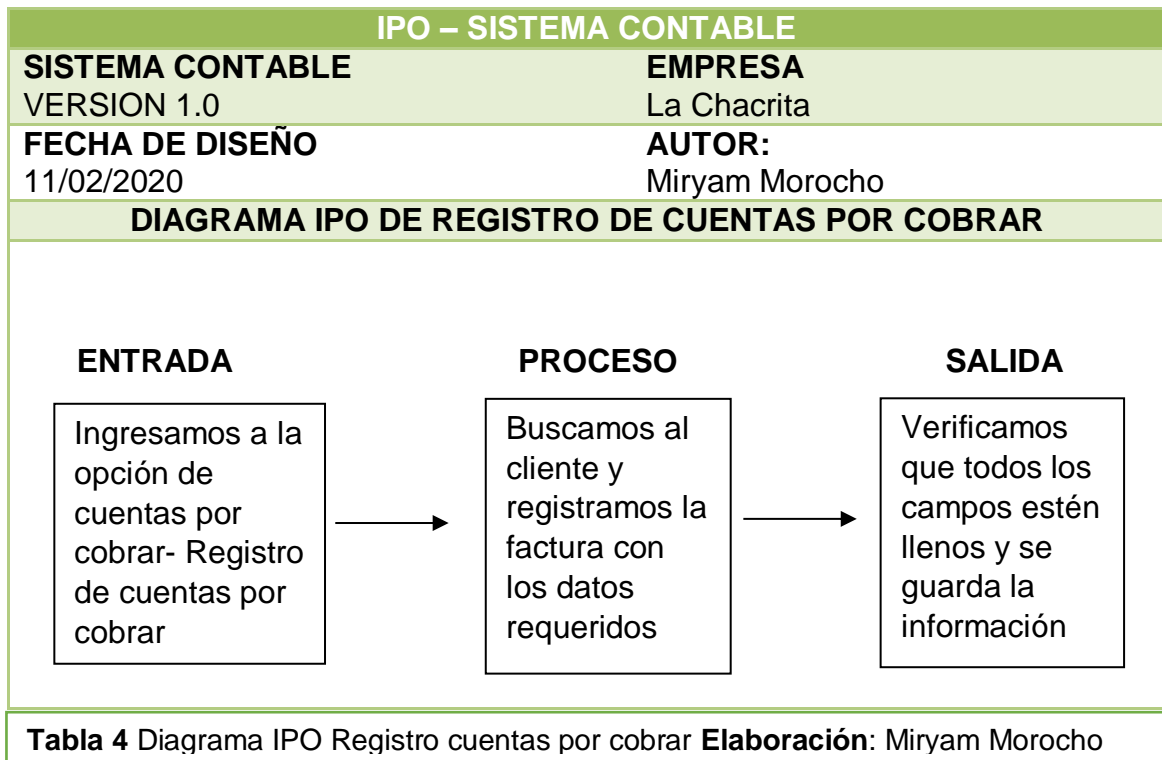 IPO – SISTEMA CONTABLE
SISTEMA CONTABLE
VERSION 1.0
EMPRESA
La Chacrita
FECHA DE DISEÑO
11/02/2020
AUTOR:
Miryam Morocho
DIAGRAMA IPO DE REGISTRO DE CUENTAS POR COBRAR
ENTRADA
Ingresamos a la
opción de
cuentas por
cobrar- Registro
de cuentas por
cobrar
PROCESO
Buscamos al
cliente y
registramos la
factura con
los datos
requeridos
SALIDA
Verificamos
que todos los
campos estén
llenos y se
guarda la
información
Tabla 4 Diagrama IPO Registro cuentas por cobrar Elaboración: Miryam Morocho